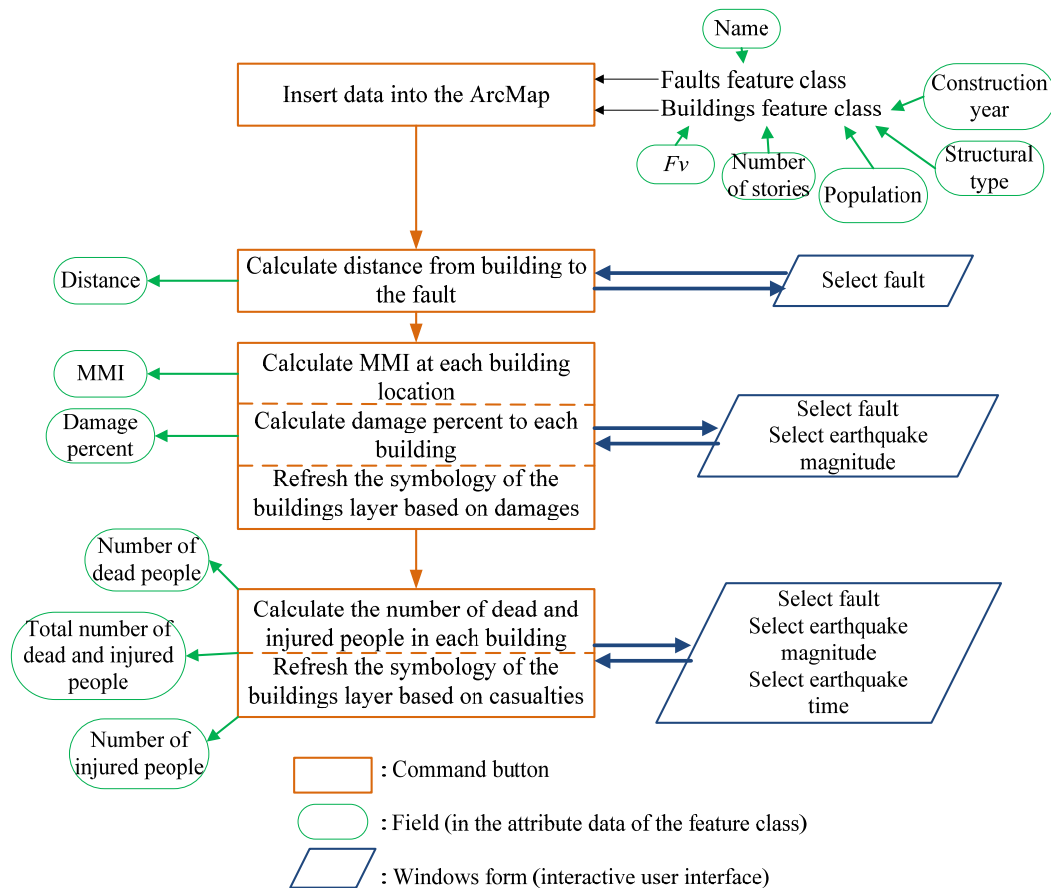 Name
Insert data into the ArcMap
Faults feature class
Buildings feature class
Construction
year
Fv
Number
of stories
Population
Structural
type
Distance
Calculate distance from building to
the fault
Select fault
MMI
Calculate MMI at each building
location
Damage
percent
Calculate damage percent to each
building
Refresh the symbology of the
buildings layer based on damages
Select fault
Select earthquake
magnitude
Number of
dead people
Total number of
dead and injured
people
Number of
injured people
Calculate the number of dead and
injured people in each building
Refresh the symbology of the
buildings layer based on casualties
Select fault
Select earthquake
magnitude
Select earthquake
time
: Command button
: Field (in the attribute data of the feature class)
: Windows form (interactive user interface)